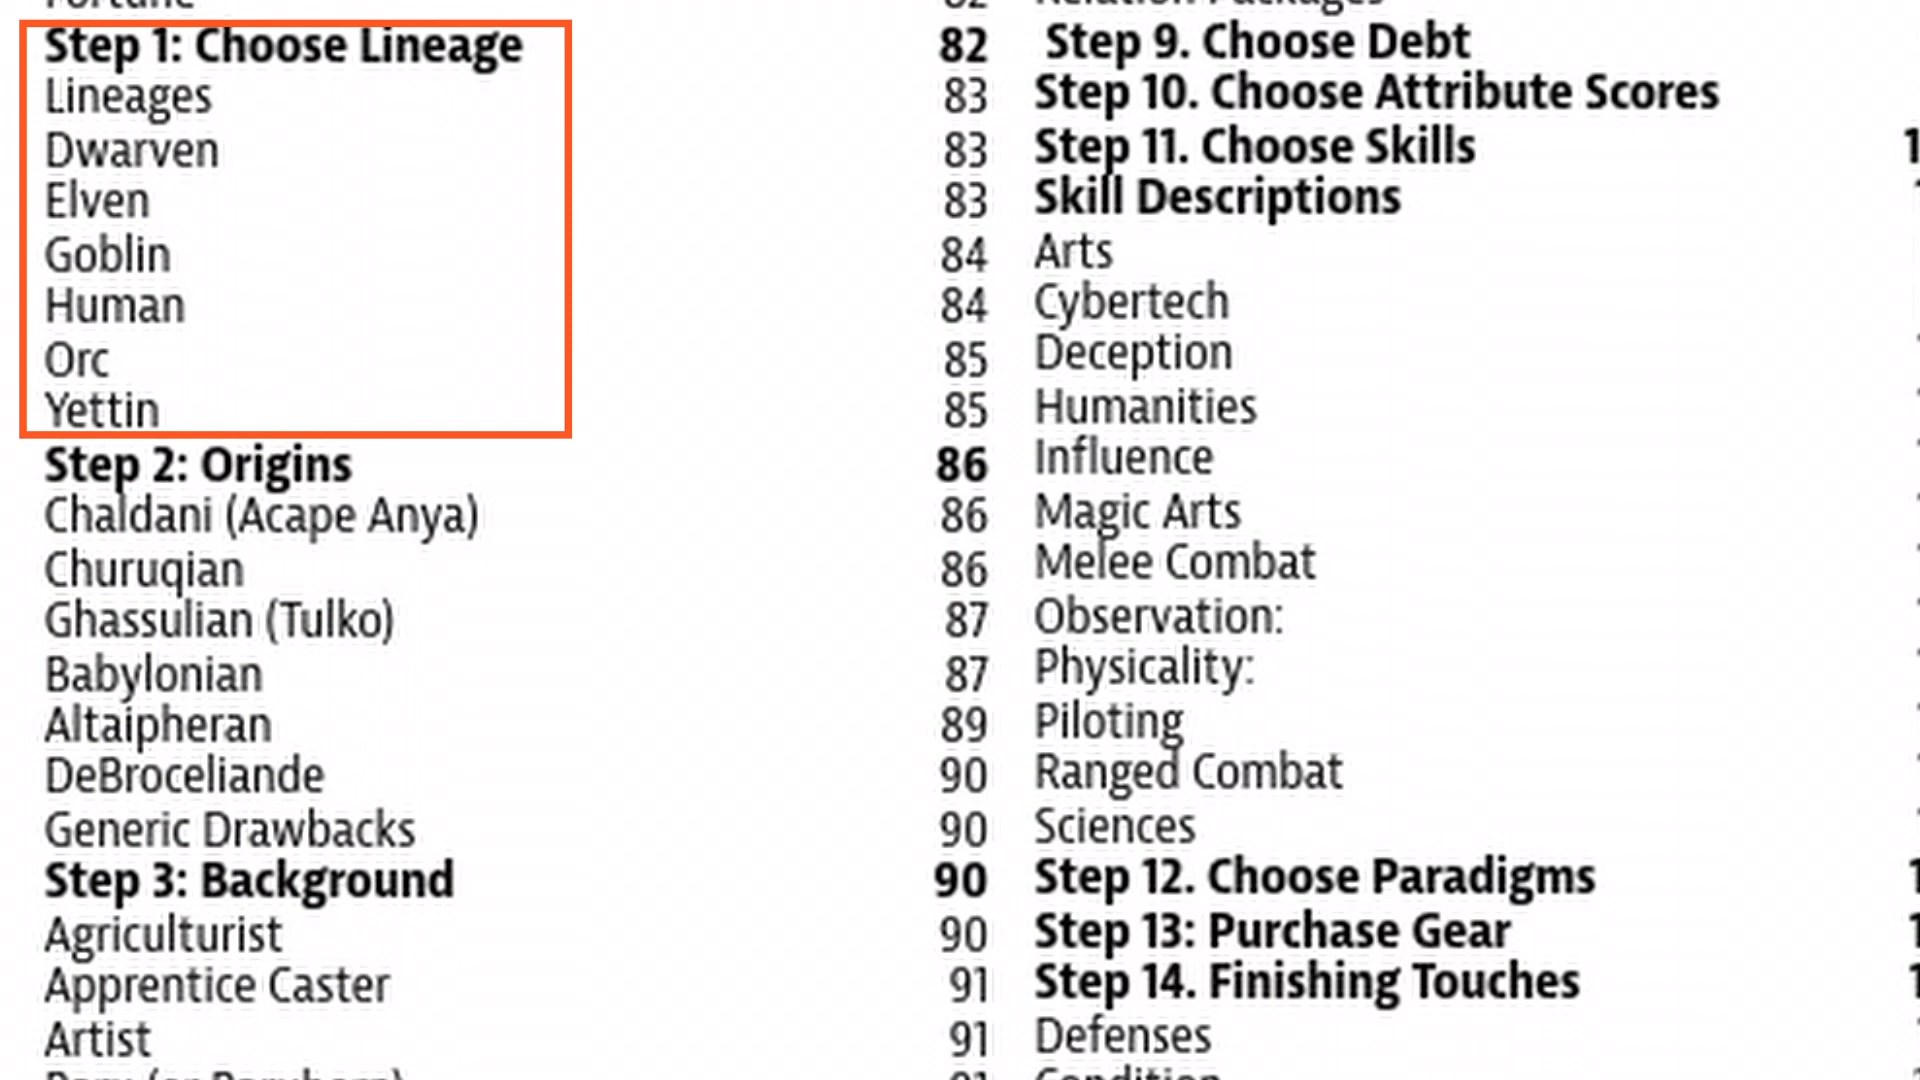 Fortune 82
Step 1: Choose Lineage 82
Lineages 83
Dwarven 83
Elven 83
Goblin 84
Human 84
Orc 85
Yettin 85
Step 2: Origins 86
Chaldani (Acape Anya) 86
Churuqian 86
Ghassulian (Tulko) 87
Babylonian 87
Altaipheran 89
DeBroceliande 90
Generic Drawbacks 90
Step 3: Background 90
Agriculturist 90
Apprentice Caster 91
Artist 91
Relation Packages
Step 9. Choose Debt
Step 10. Choose Attribute Scores
Step 11. Choose Skills
Skill Descriptions
Arts
Cybertech
Deception
Humanities
Influence
Magic Arts
Melee Combat
Observation:
Physicality:
Piloting
Ranged Combat
Sciences
Step 12. Choose Paradigms
Step 13: Purchase Gear
Step 14. Finishing Touches
Defenses
Condition